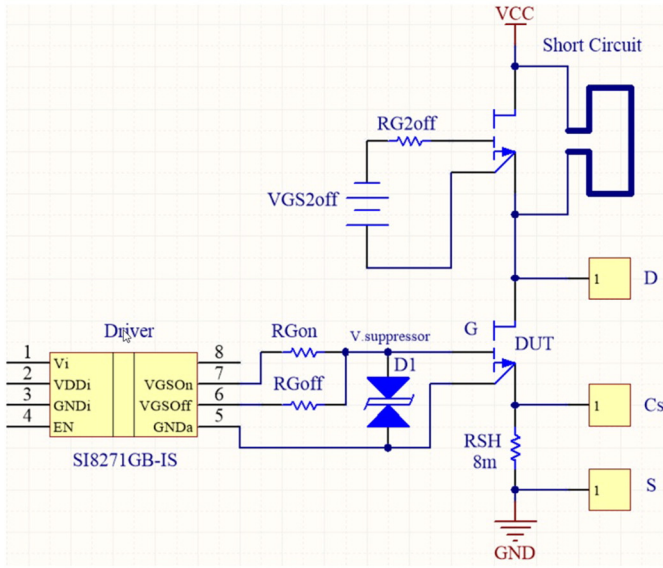 VCC
Short Circuit
RG2off
VGS2off
1 D
Driver
RGon
V.suppressor
G
DUT
D1
1 Vi
2 VDDi
3 GNDi
4 EN
8
7 VGSOn
6 VGSOff
5 GNDa
RGoff
SI8271GB-IS
1 Cs
RSH
8m
1 S
GND